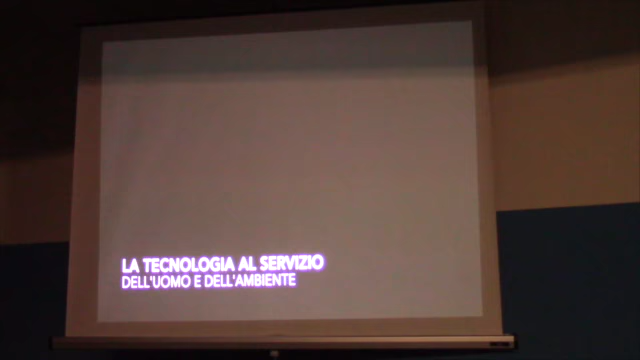 LA TECNOLOGIA AL SERVIZIO
DELL'UOMO E DELL'AMBIENTE